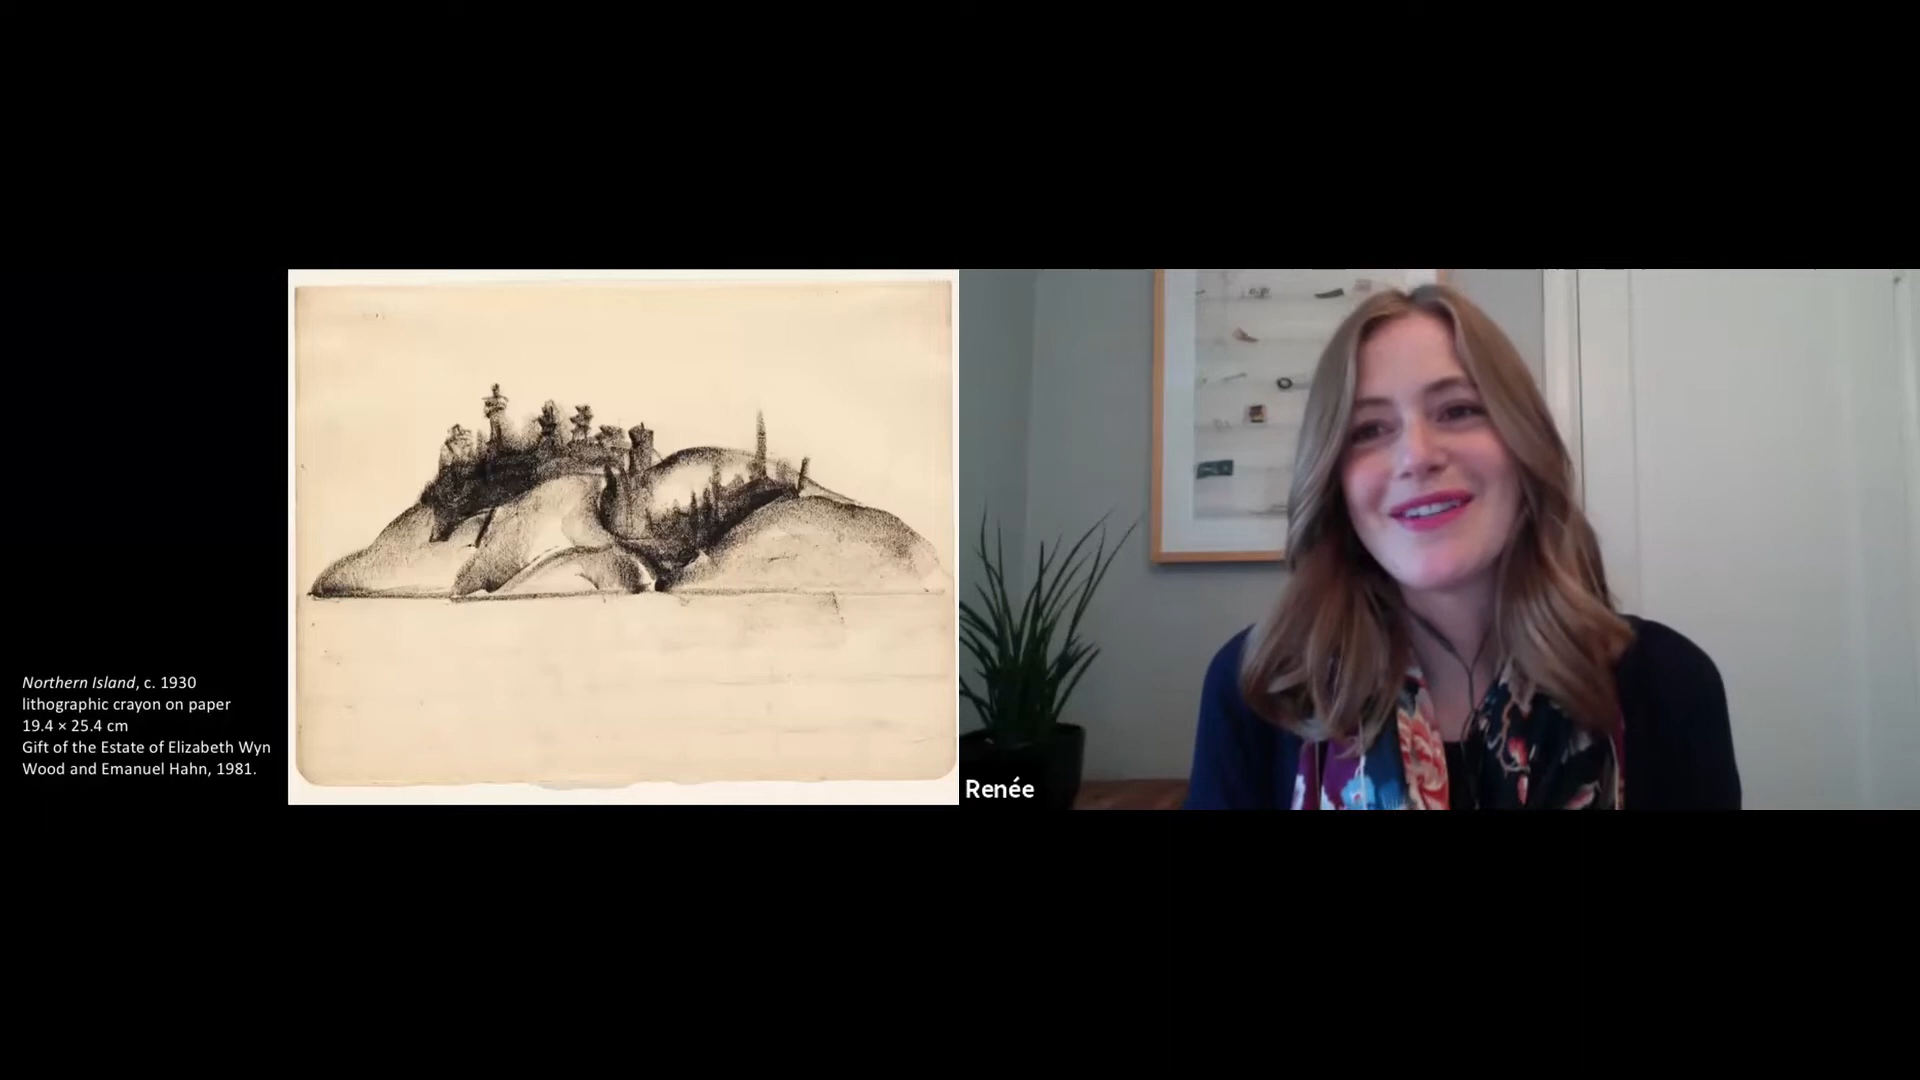 Northern Island, c. 1930
lithographic crayon on paper
19.4 × 25.4 cm
Gift of the Estate of Elizabeth Wyn
Wood and Emanuel Hahn, 1981.
Renée